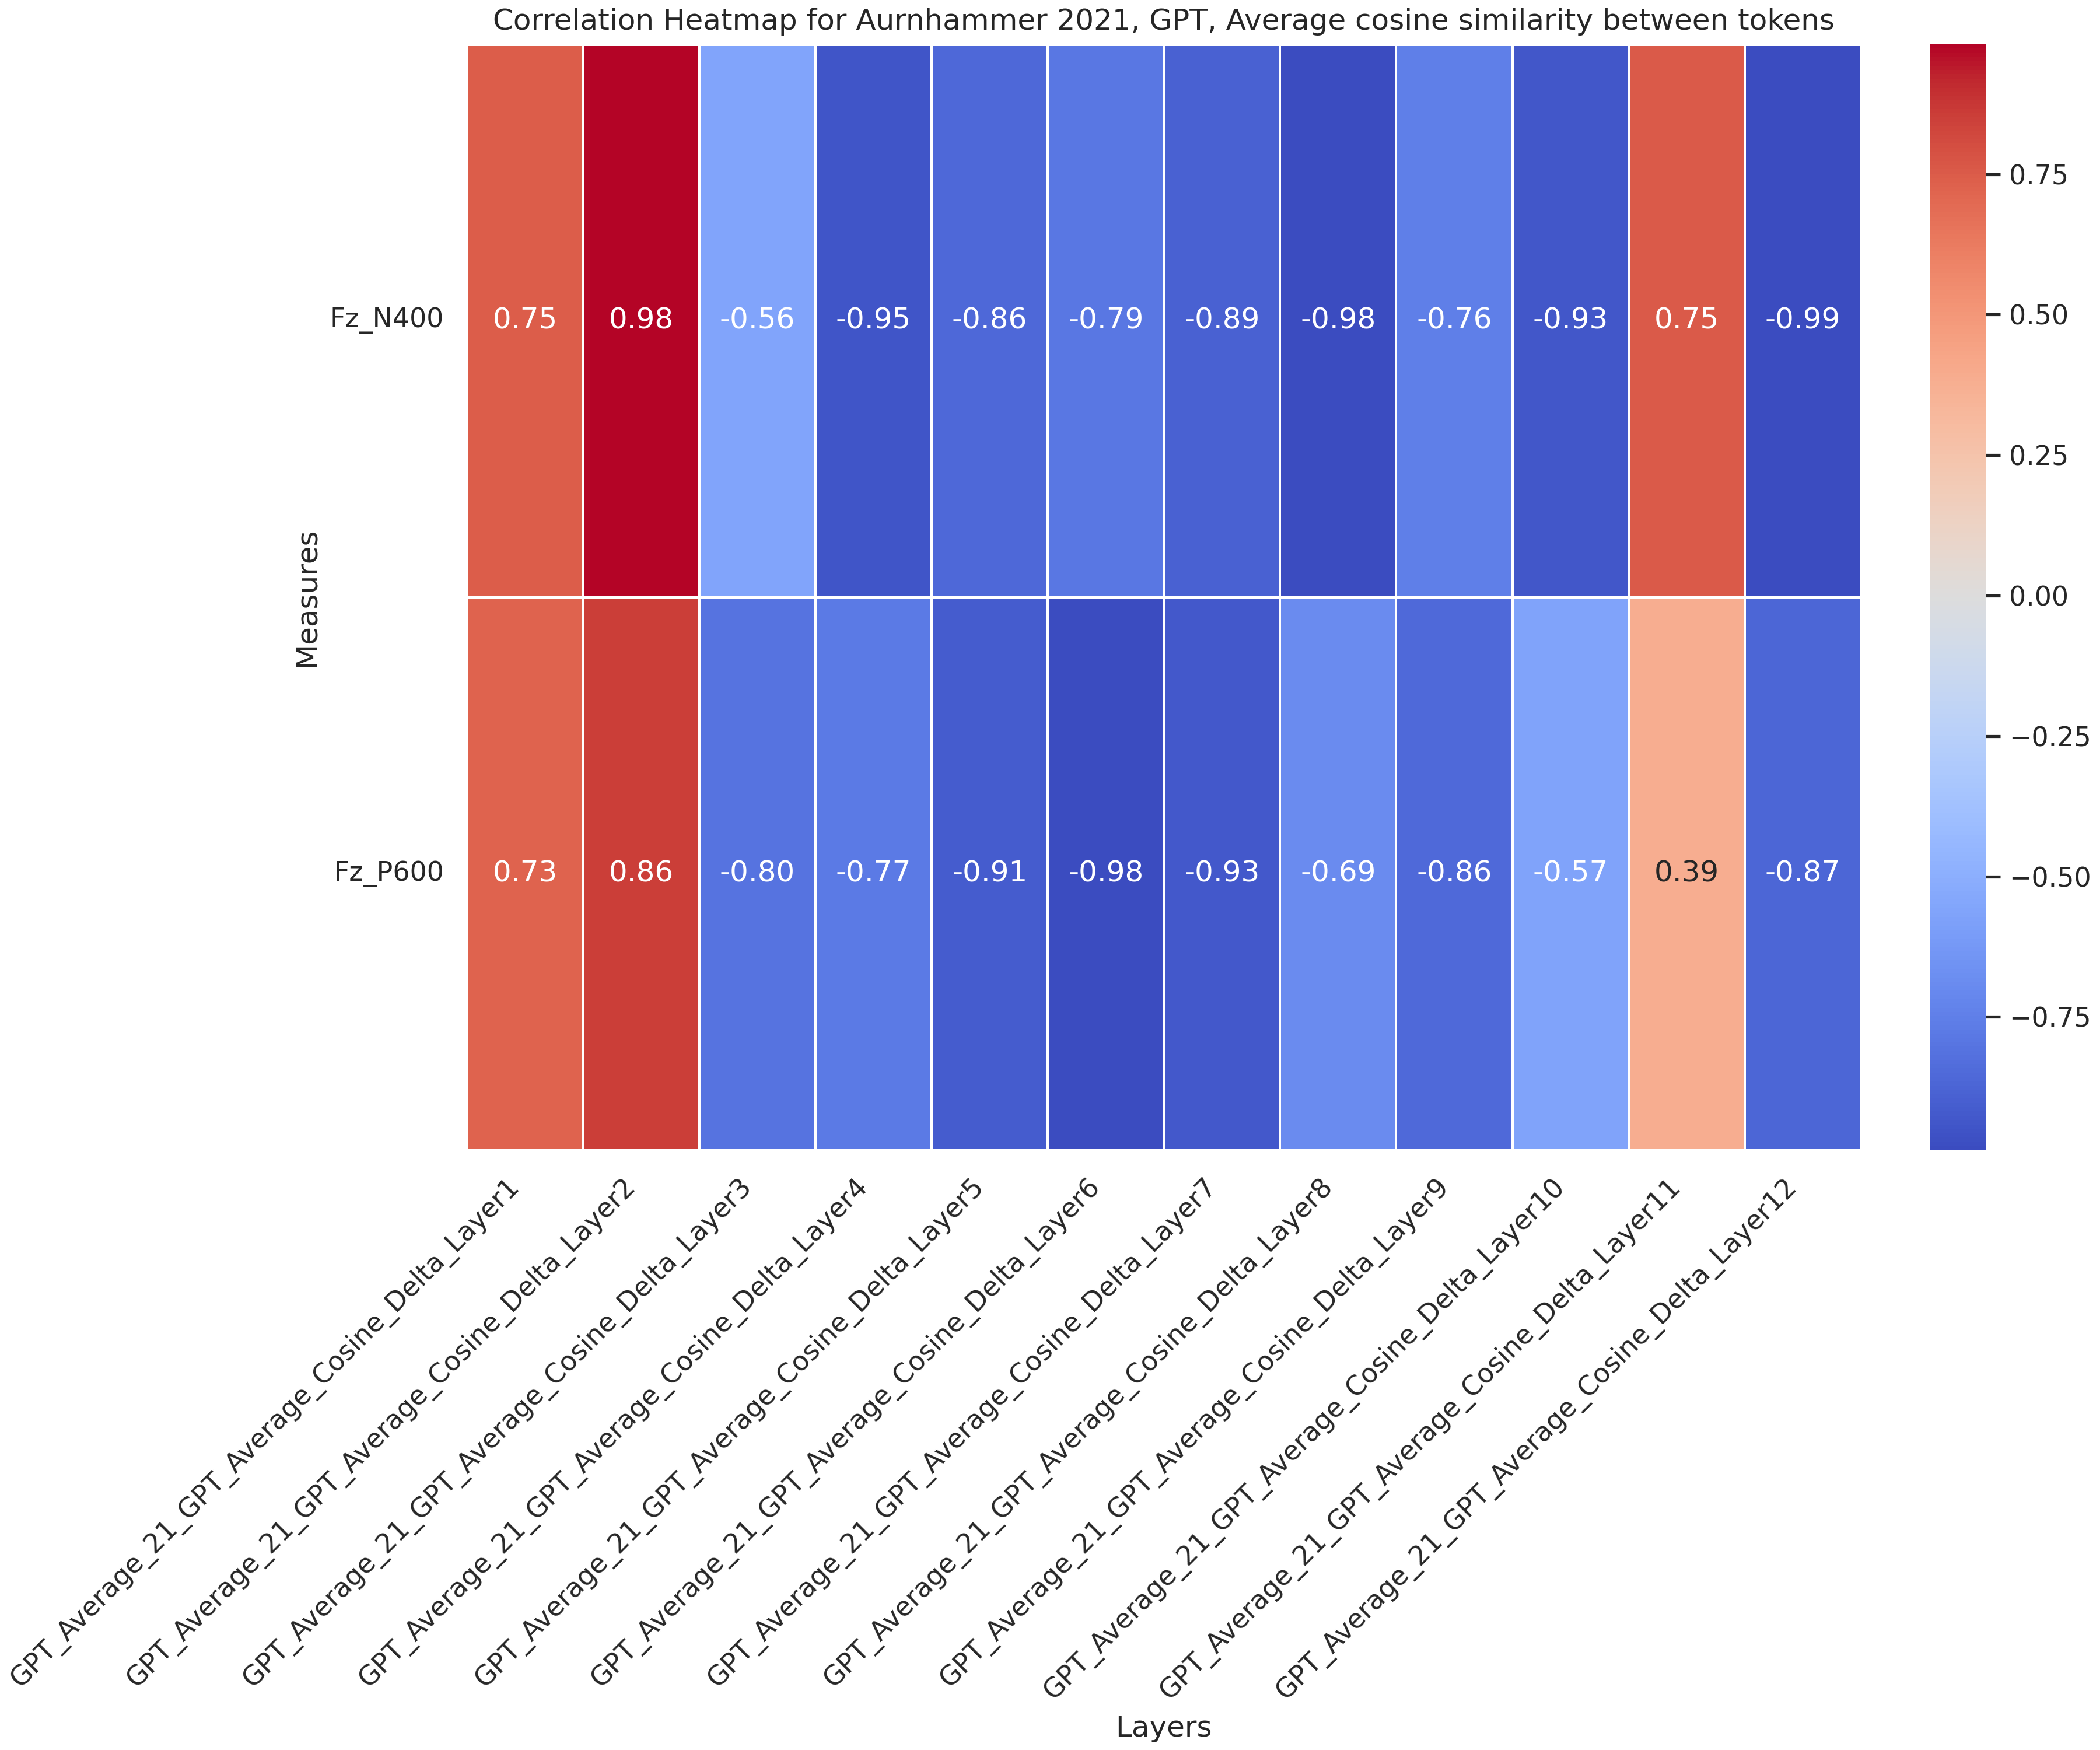 Correlation Heatmap for Aurnhammer 2021, GPT, Average cosine similarity between tokens
Measures
Fz_N400
0.75 0.98 -0.56 -0.95 -0.86 -0.79 -0.89 -0.98 -0.76 -0.93 0.75 -0.99
Fz_P600
0.73 0.86 -0.80 -0.77 -0.91 -0.98 -0.93 -0.69 -0.86 -0.57 0.39 -0.87
0.75
0.50
0.25
0.00
−0.25
−0.50
−0.75
GPT_Average_21_GPT_Average_Cosine_Delta_Layer1
GPT_Average_21_GPT_Average_Cosine_Delta_Layer2
GPT_Average_21_GPT_Average_Cosine_Delta_Layer3
GPT_Average_21_GPT_Average_Cosine_Delta_Layer4
GPT_Average_21_GPT_Average_Cosine_Delta_Layer5
GPT_Average_21_GPT_Average_Cosine_Delta_Layer6
GPT_Average_21_GPT_Average_Cosine_Delta_Layer7
GPT_Average_21_GPT_Average_Cosine_Delta_Layer8
GPT_Average_21_GPT_Average_Cosine_Delta_Layer9
GPT_Average_21_GPT_Average_Cosine_Delta_Layer10
GPT_Average_21_GPT_Average_Cosine_Delta_Layer11
GPT_Average_21_GPT_Average_Cosine_Delta_Layer12
Layers